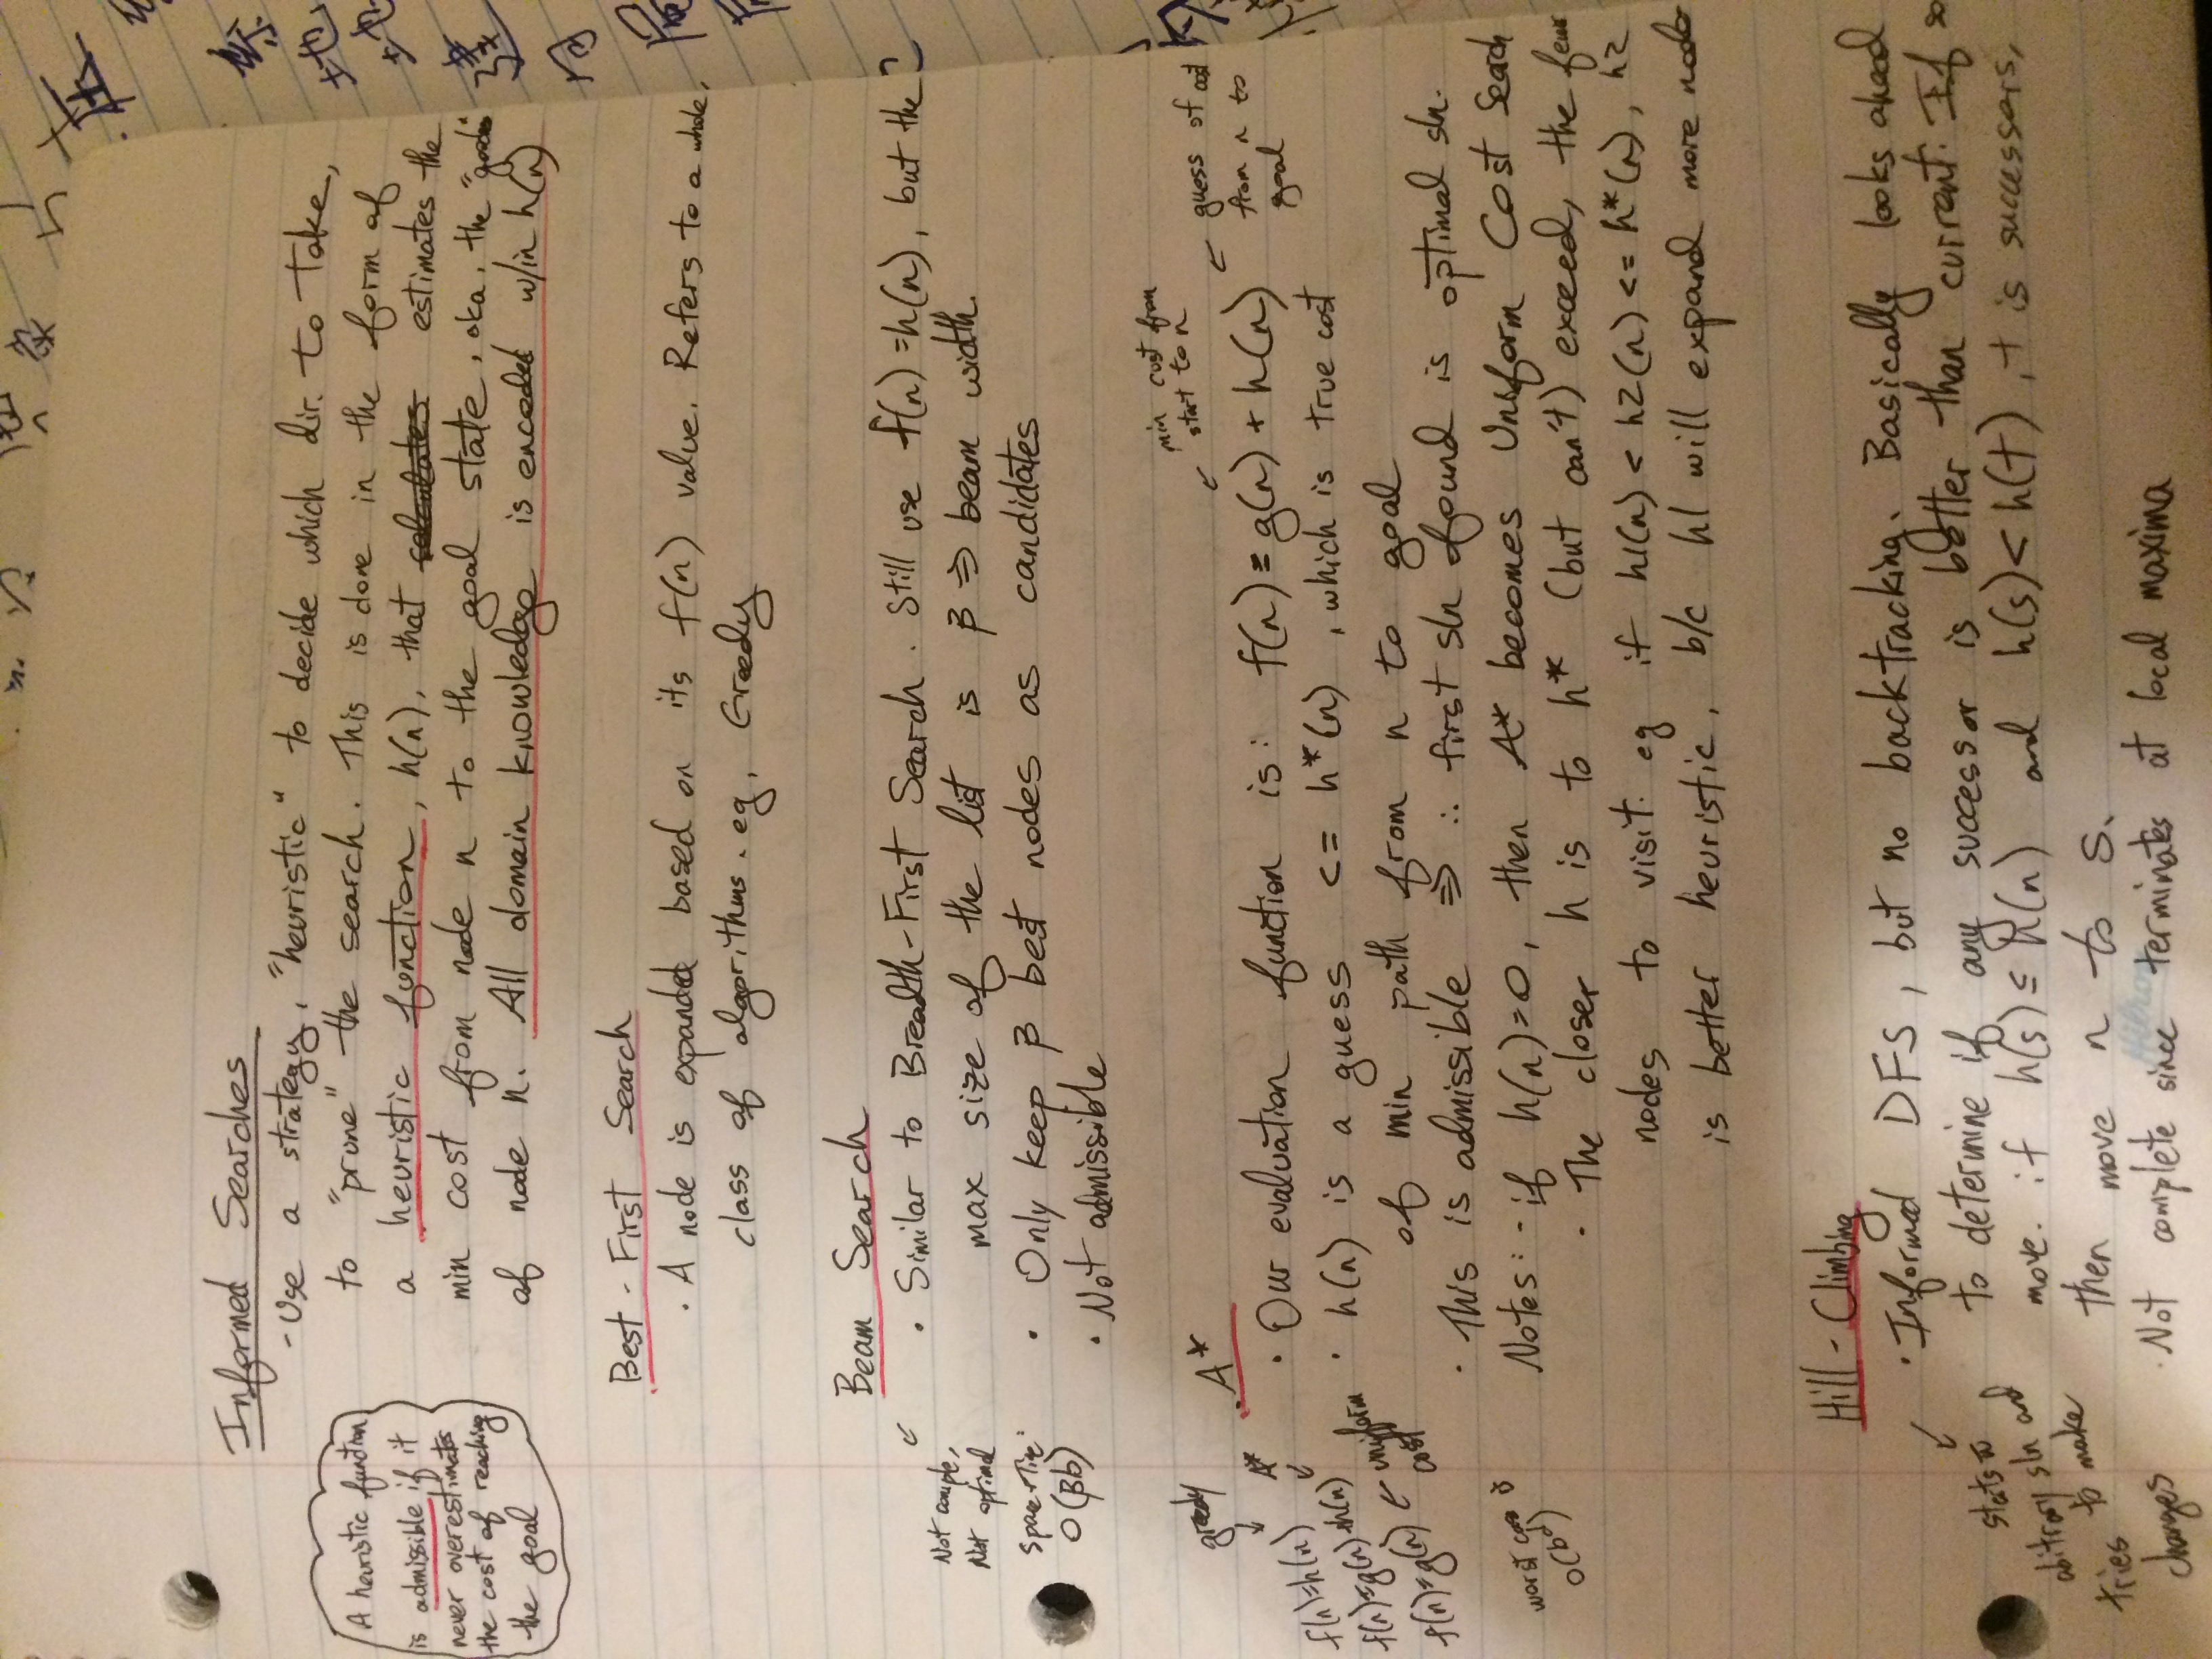 Informed Searches
-Use a strategy, "heuristic" to decide which dir. to take,
to "prune" the search. This is done in the form of
a heuristic function, h(n), that calculates estimates the
min cost from node n to the goal state, aka, the
of node n. All domain knowledge is encoded w/in h(n)
A heuristic function
is admissible if it
never overestimates
the cost of reaching
the goal
Best-First Search
• A node is expanded based on its f(n) value. Refers to a whole
class of algorithms. eg, Greedy
Beam Search
• Similar to Breadth-First Search. Still use f(n)=h(n), but the
max size of the list is β ⇒ beam width.
• Only keep β best nodes as candidates
• Not admissible
←
Not comple,
Not optimal
space+Time:
O(βb)
A*
• Our evaluation function is: f(n)=g(n)+h(n)
min cost from
start to n
guess of cost
from n to
goal
• h(n) is a guess <= h*(n), which is true cost
of min path from n to goal
• This is admissible ⇒ ∴ first sln found is optimal sln.
Notes: - if h(n)=0, then A* becomes Uniform Cost Search
• The closer h is to h* (but can't) exceed, the
nodes to visit. eg if h1(n) < h2(n) <= h*(n), h2
is better heuristic, b/c h1 will expand more
greedy
A*
f(n)=h(n)
f(n)=g(n)+h(n)
f(n)=g(n) ← uniform
cost
worst case is
O(b^d)
Hill-Climbing
• Informed DFS, but no backtracking. Basically looks ahead
to determine if any successor is better than current. If so
move. if h(s) ≤ h(n) and h(s) < h(t), t is successors,
then move n to s.
• Not complete since terminates at local maxima
starts w
abitrary sln and
tries to make
changes